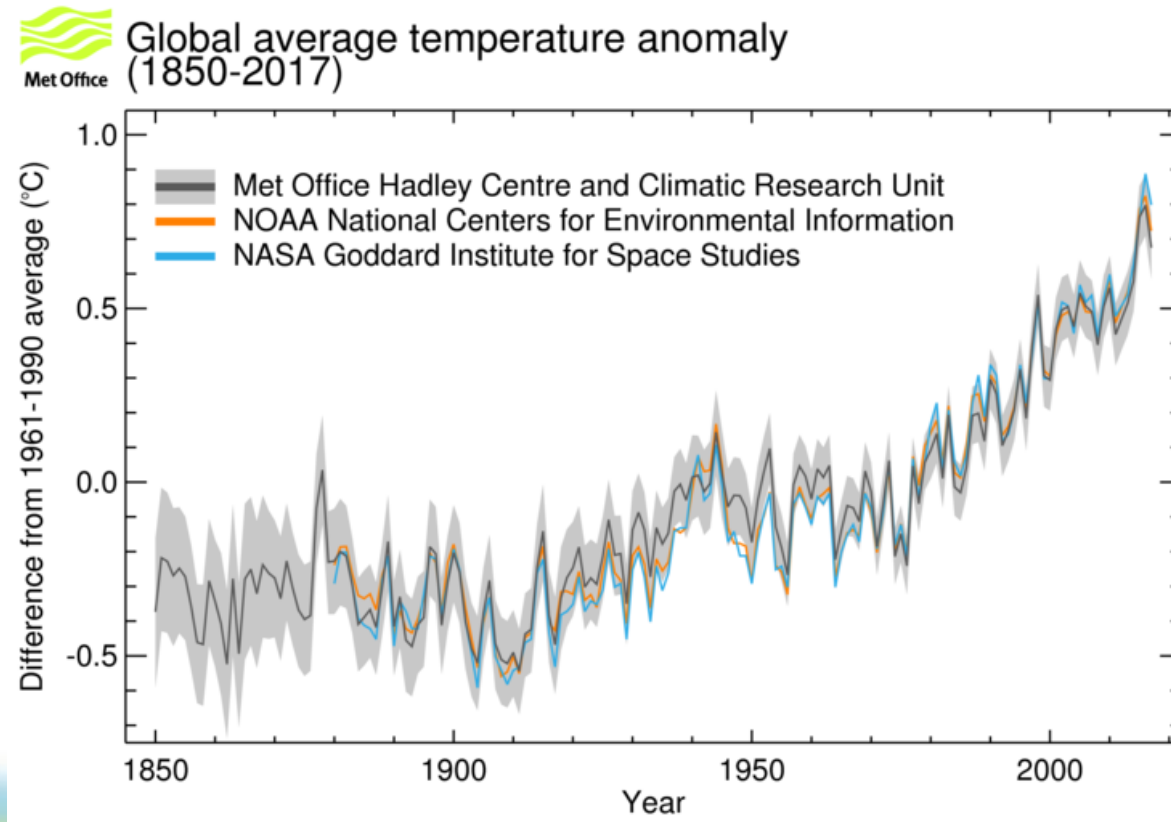 Met Office
Global average temperature anomaly
(1850-2017)
Difference from 1961-1990 average (°C)
1.0
0.5
0.0
-0.5
Met Office Hadley Centre and Climatic Research Unit
NOAA National Centers for Environmental Information
NASA Goddard Institute for Space Studies
1850
1900
1950
2000
Year